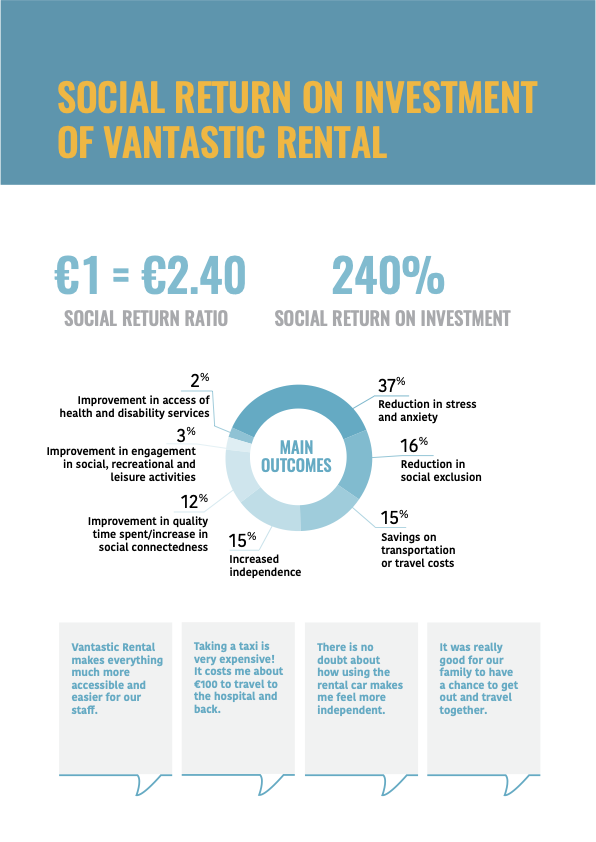 SOCIAL RETURN ON INVESTMENT
OF VANTASTIC RENTAL
€1 = €2.40
SOCIAL RETURN RATIO
240%
SOCIAL RETURN ON INVESTMENT
2%
Improvement in access of
health and disability services
3%
Improvement in engagement
in social, recreational and
leisure activities
12%
Improvement in quality
time spent/increase in
social connectedness
15%
Increased
independence
MAIN
OUTCOMES
37%
Reduction in stress
and anxiety
16%
Reduction in
social exclusion
15%
Savings on
transportation
or travel costs
Vantastic Rental
makes everything
much more
accessible and
easier for our
staff.
Taking a taxi is
very expensive!
It costs me about
€100 to travel to
the hospital and
back.
There is no
doubt about
how using the
rental car makes
me feel more
independent.
It was really
good for our
family to have
a chance to get
out and travel
together.